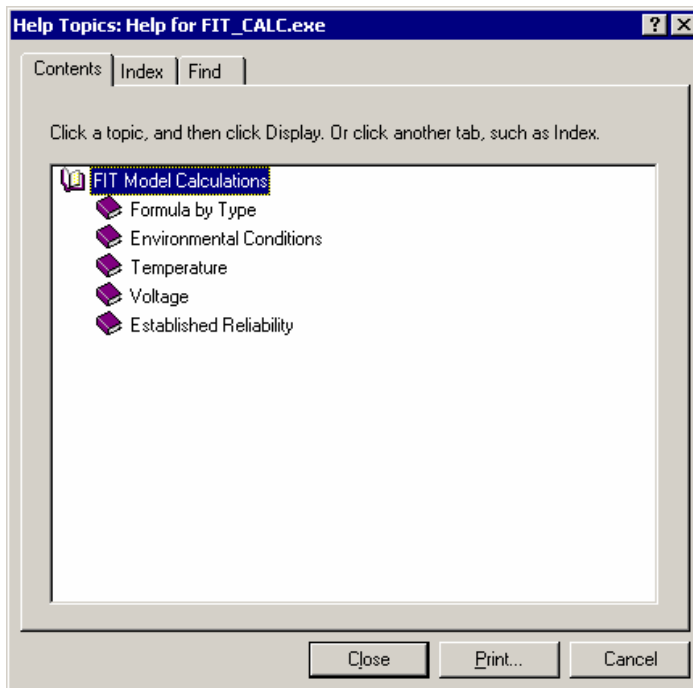 Help Topics: Help for FIT_CALC.exe
Contents Index Find
Click a topic, and then click Display. Or click another tab, such as Index.
FIT Model Calculations
Formula by Type
Environmental Conditions
Temperature
Voltage
Established Reliability
Close Print... Cancel